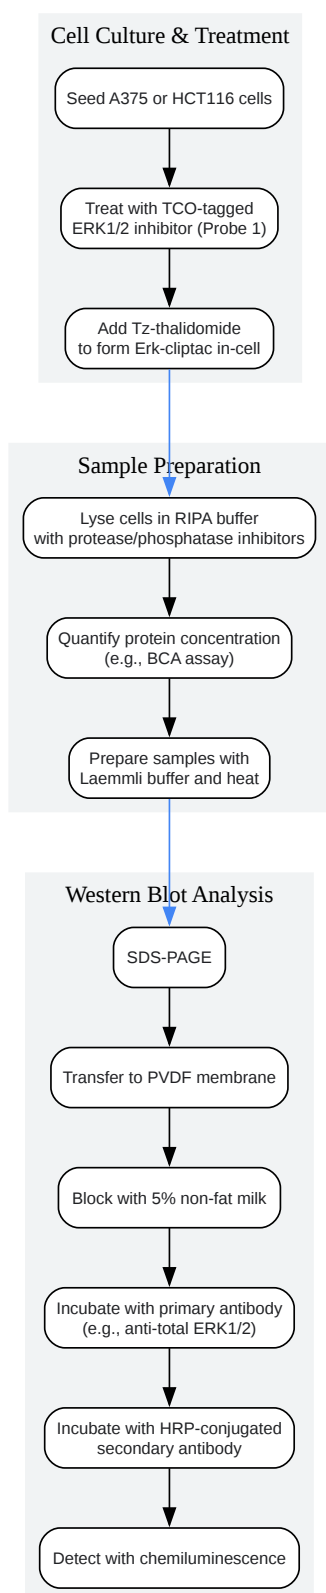 Cell Culture & Treatment
Seed A375 or HCT116 cells
Treat with TCO-tagged
ERK1/2 inhibitor (Probe 1)
Add Tz-thalidomide
to form Erk-cliptac in-cell
Sample Preparation
Lyse cells in RIPA buffer
with protease/phosphatase inhibitors
Quantify protein concentration
(e.g., BCA assay)
Prepare samples with
Laemmli buffer and heat
Western Blot Analysis
SDS-PAGE
Transfer to PVDF membrane
Block with 5% non-fat milk
Incubate with primary antibody
(e.g., anti-total ERK1/2)
Incubate with HRP-conjugated
secondary antibody
Detect with chemiluminescence